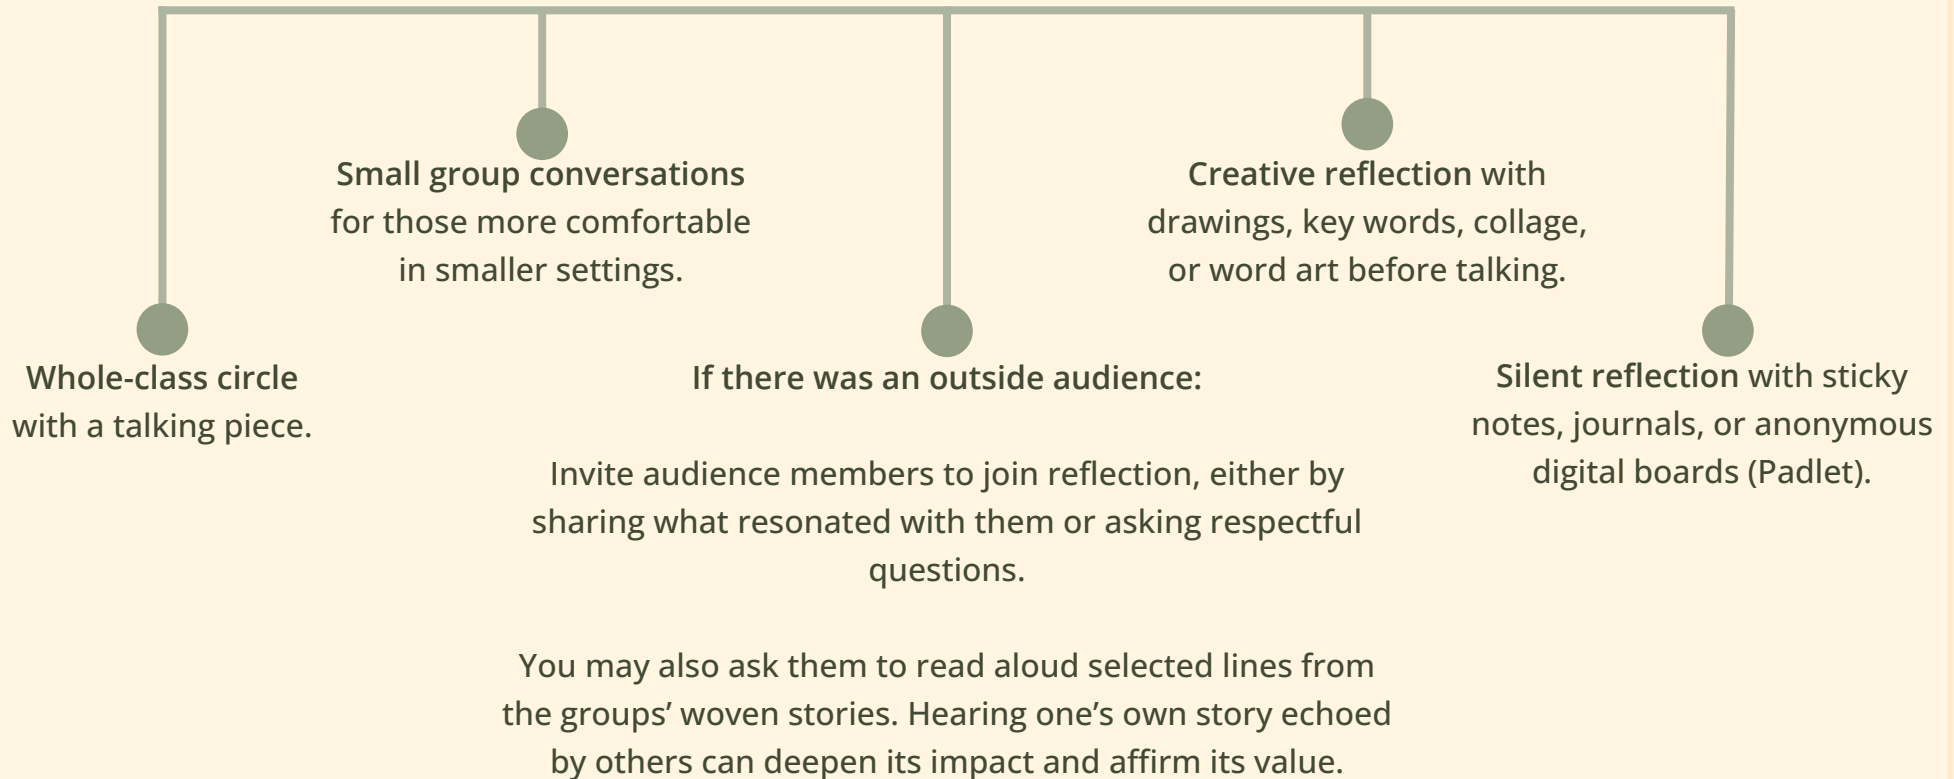 Whole-class circle
with a talking piece.
Small group conversations
for those more comfortable
in smaller settings.
If there was an outside audience:
Invite audience members to join reflection, either by
sharing what resonated with them or asking respectful
questions.
You may also ask them to read aloud selected lines from
the groups’ woven stories. Hearing one’s own story echoed
by others can deepen its impact and affirm its value.
Creative reflection with
drawings, key words, collage,
or word art before talking.
Silent reflection with sticky
notes, journals, or anonymous
digital boards (Padlet).